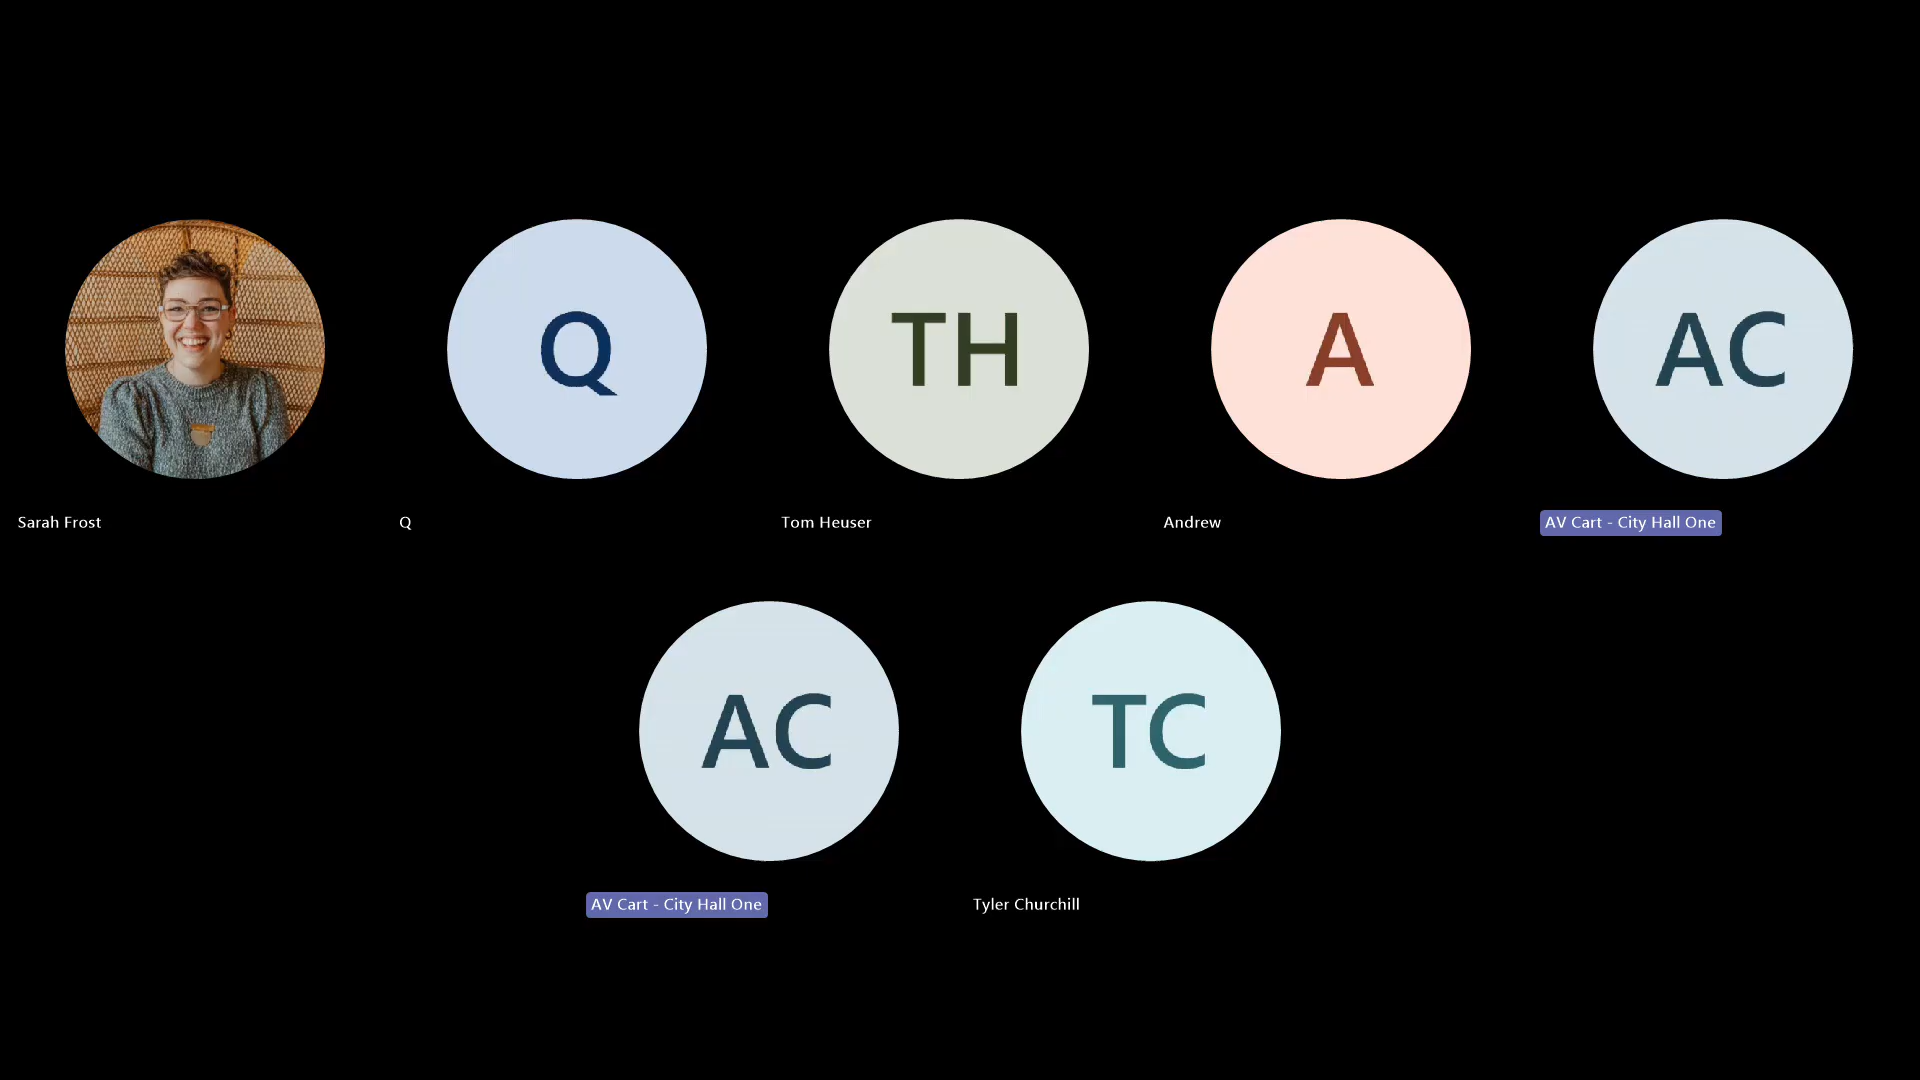 Q
TH
A
AC
Sarah Frost
Q
Tom Heuser
Andrew
AV Cart - City Hall One
AC
TC
AV Cart - City Hall One
Tyler Churchill